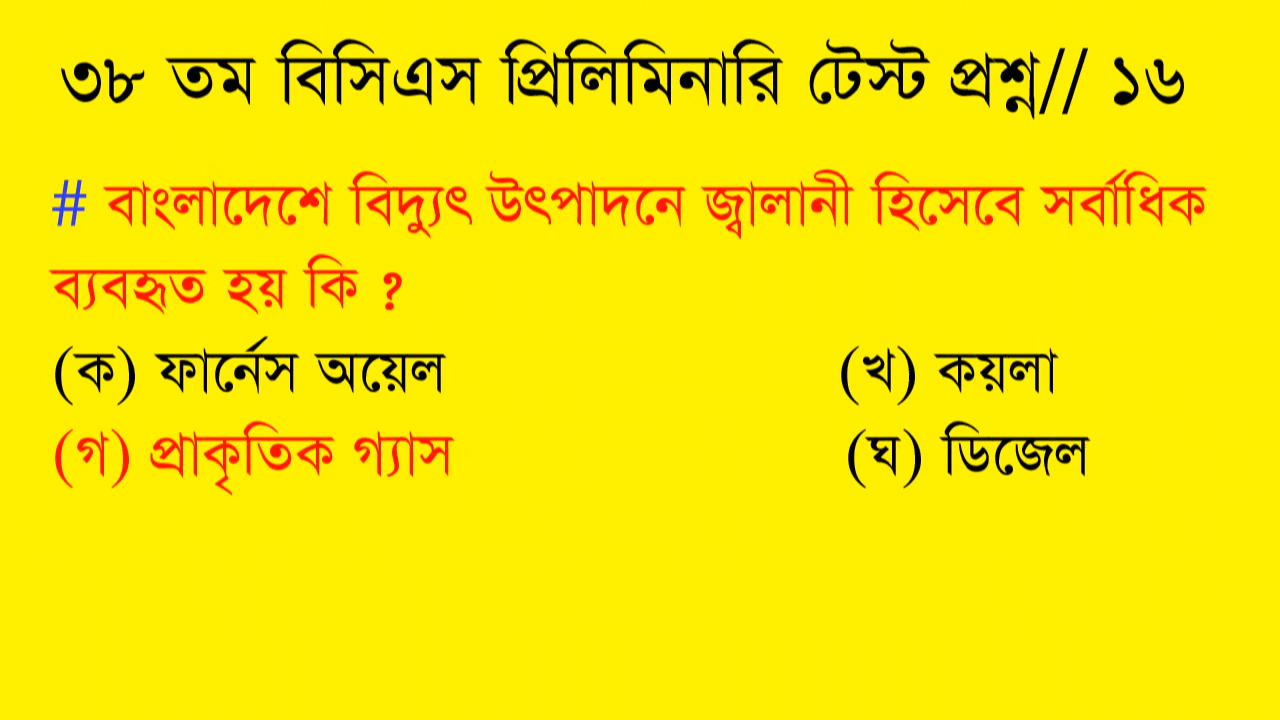 ৩৮ তম বিসিএস প্রিলিমিনারি টেস্ট প্রশ্ন// ১৬
# বাংলাদেশে বিদ্যুৎ উৎপাদনে জ্বালানী হিসেবে সর্বাধিক
ব্যবহৃত হয় কি ?
(ক) ফার্নেস অয়েল (খ) কয়লা
(গ) প্রাকৃতিক গ্যাস (ঘ) ডিজেল